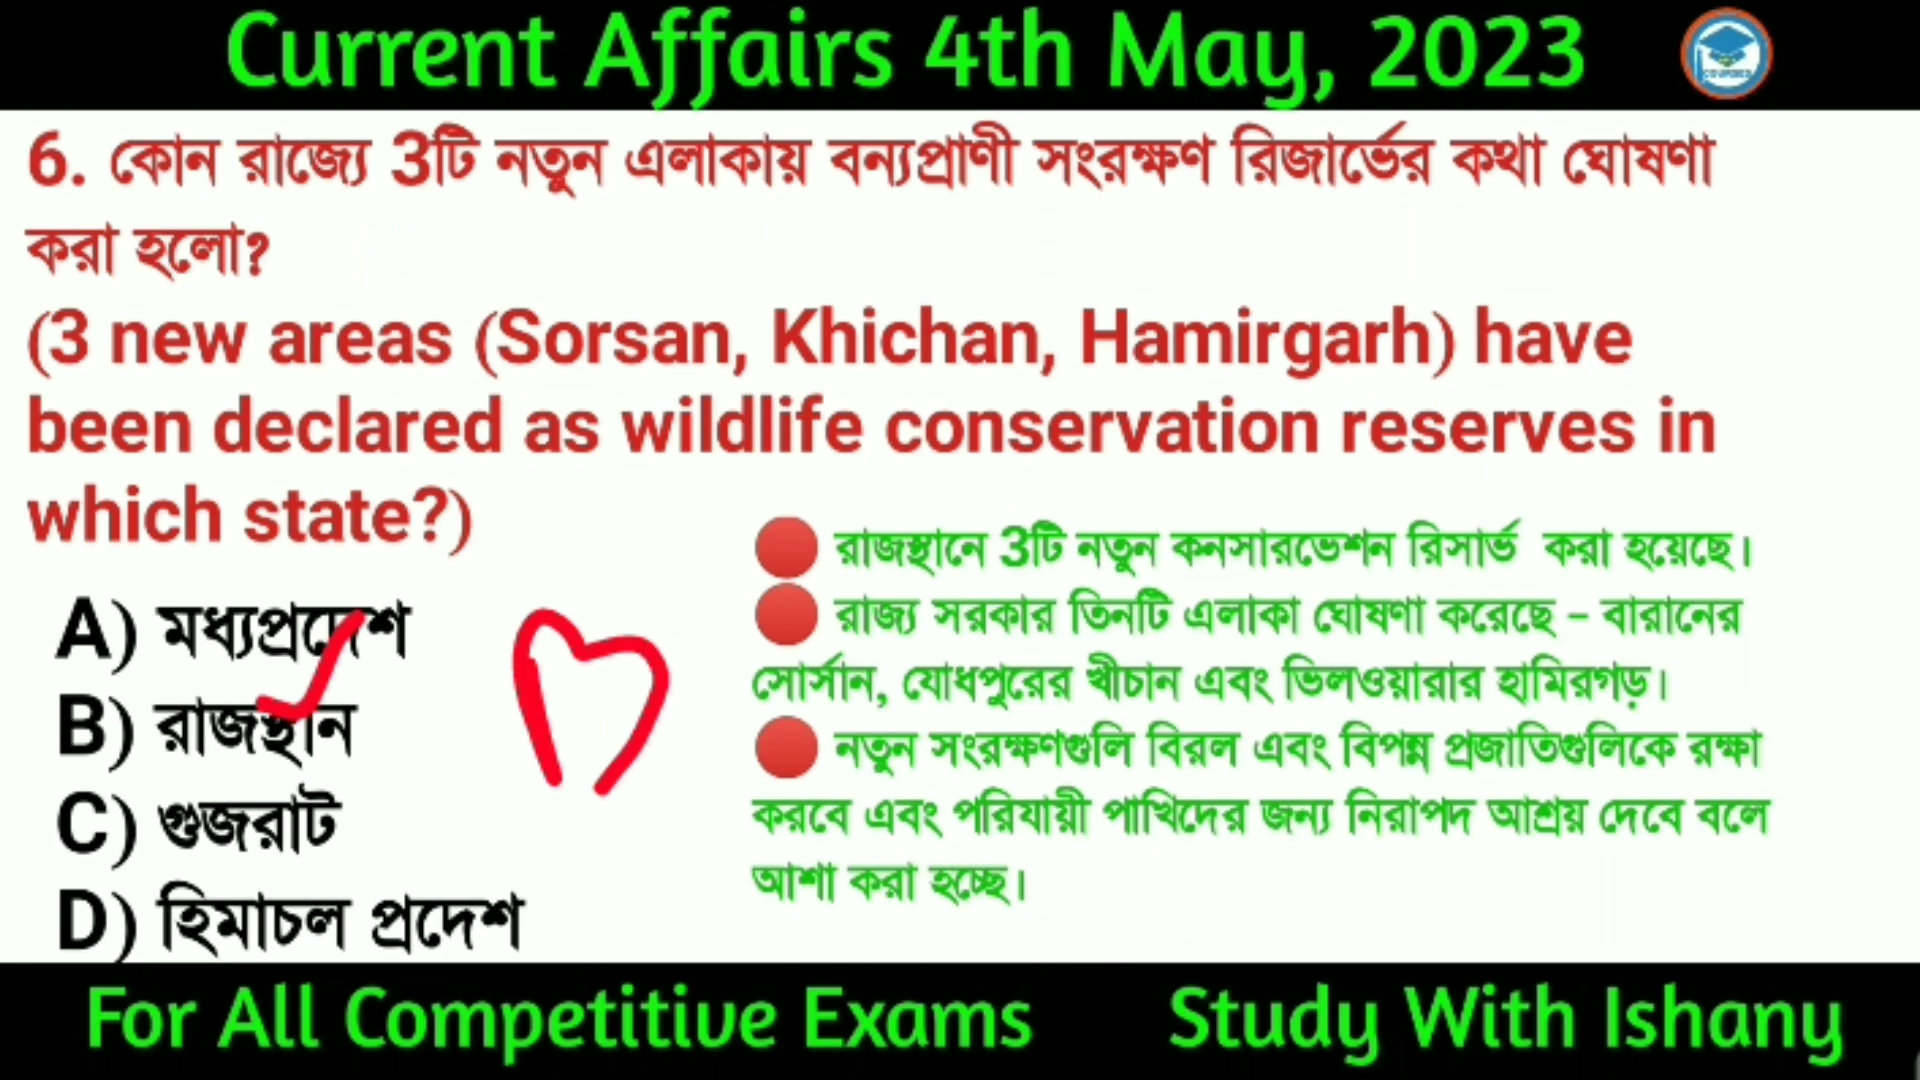 Current Affairs 4th May, 2023
6. কোন রাজ্যে 3টি নতুন এলাকায় বন্যপ্রাণী সংরক্ষণ রিজার্ভের কথা ঘোষণা
করা হলো?
(3 new areas (Sorsan, Khichan, Hamirgarh) have
been declared as wildlife conservation reserves in
which state?)
A) মধ্যপ্রদেশ
B) রাজস্থান
C) গুজরাট
D) হিমাচল প্রদেশ
রাজস্থানে 3টি নতুন কনসারভেশন রিসার্ভ করা হয়েছে।
রাজ্য সরকার তিনটি এলাকা ঘোষণা করেছে – বারানের
সোর্সান, যোধপুরের খীচান এবং ভিলওয়ারার হামিরগড়।
নতুন সংরক্ষণগুলি বিরল এবং বিপন্ন প্রজাতিগুলিকে রক্ষা
করবে এবং পরিযায়ী পাখিদের জন্য নিরাপদ আশ্রয় দেবে বলে
আশা করা হচ্ছে।
For All Competitive Exams
Study With Ishany